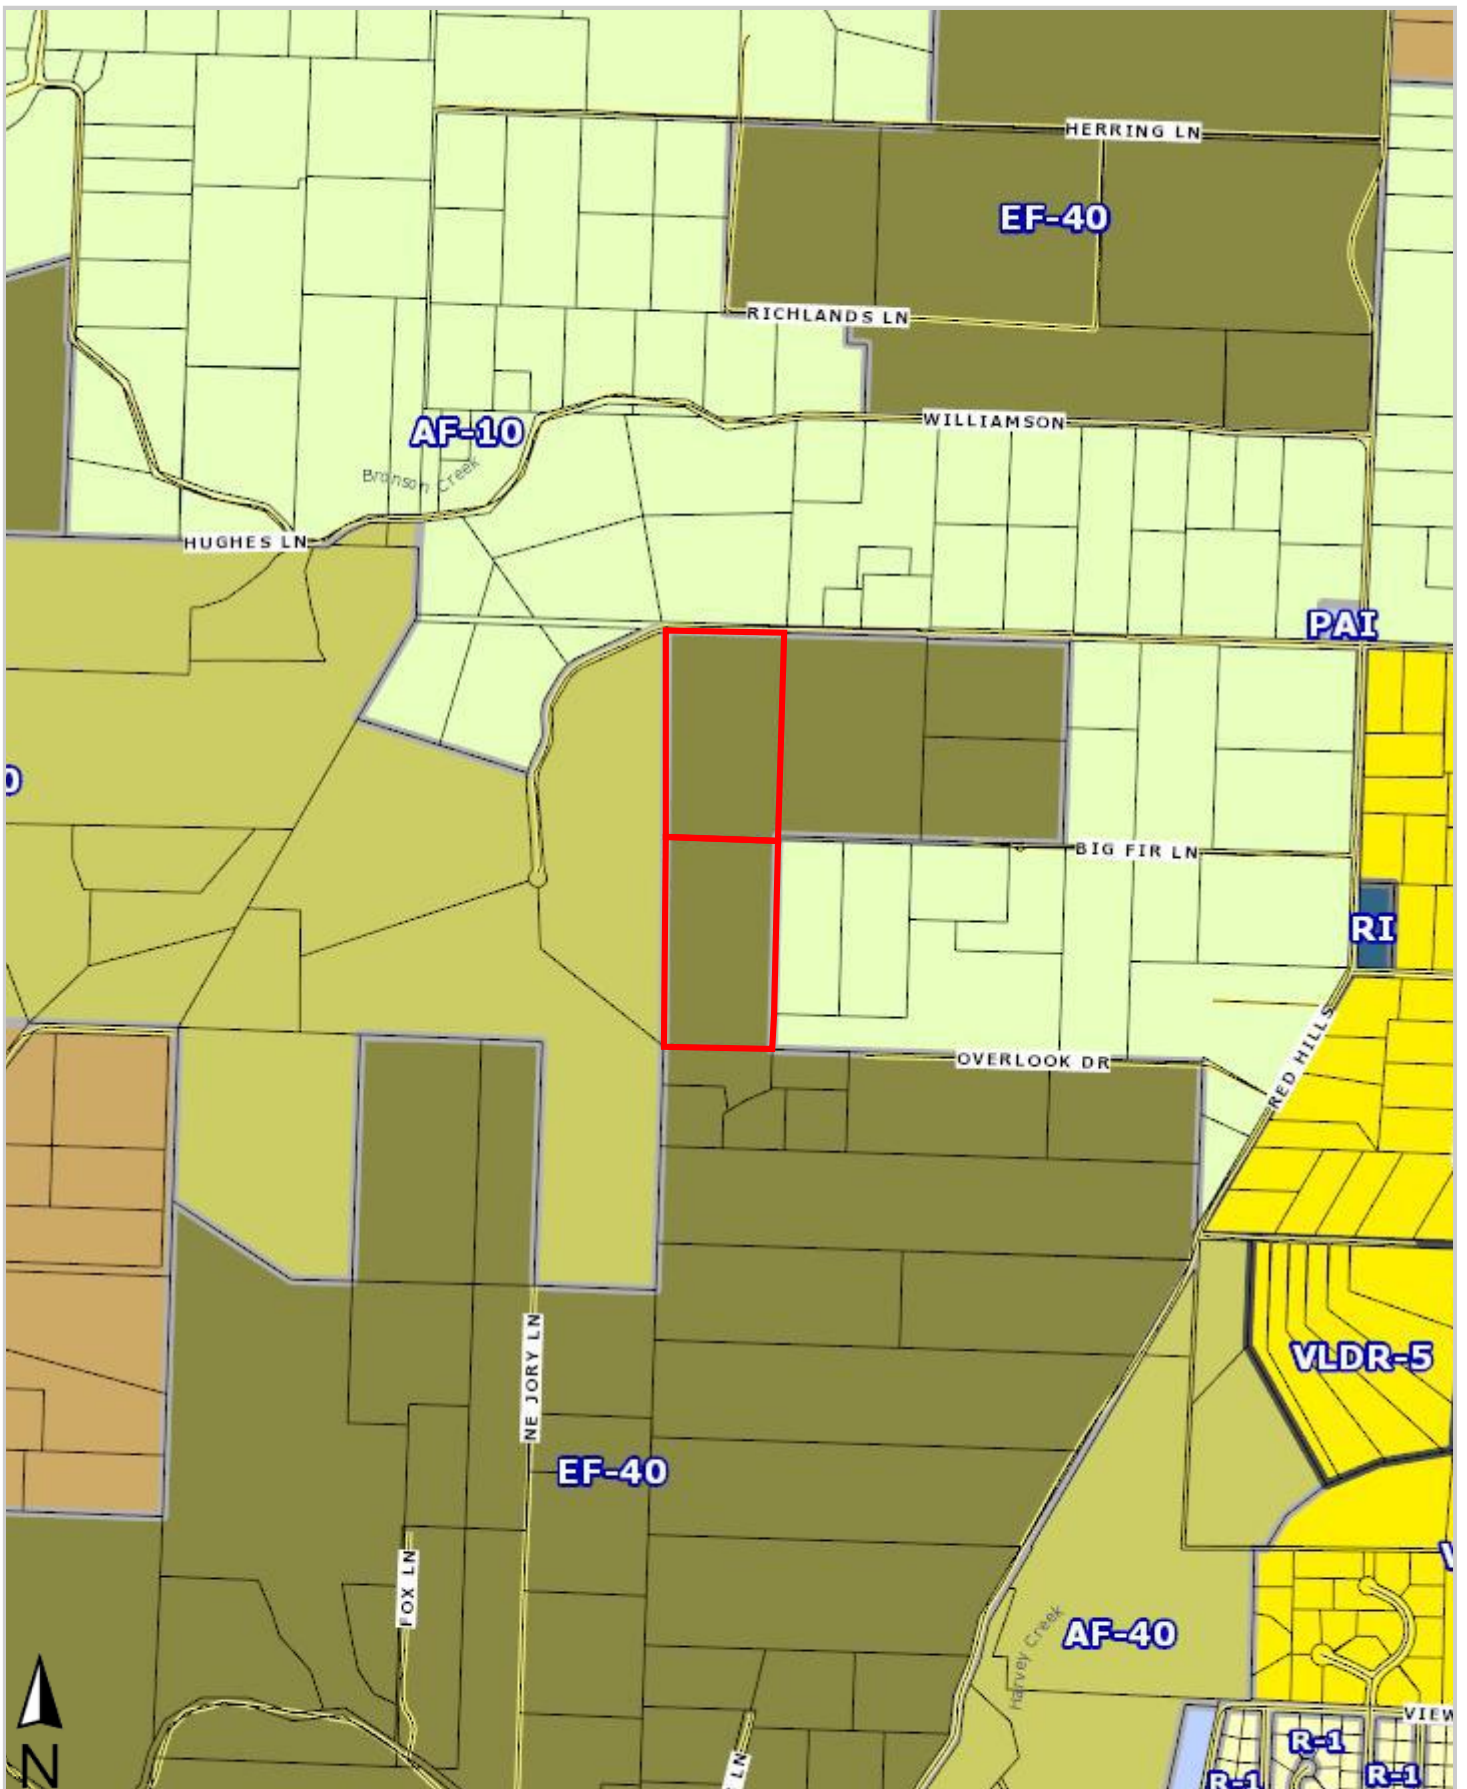 HERRING LN
EF-40
RICHLANDS LN
WILLIAMSON
AF-10
Bronson Creek
HUGHES LN
PAI
0
BIG FIR LN
RI
OVERLOOK DR
RED HILLS
NE JORY LN
VLDR-5
EF-40
FOX LN
AF-40
Harvey Creek
N
LN
VIEW
R-1
R-1
R-1